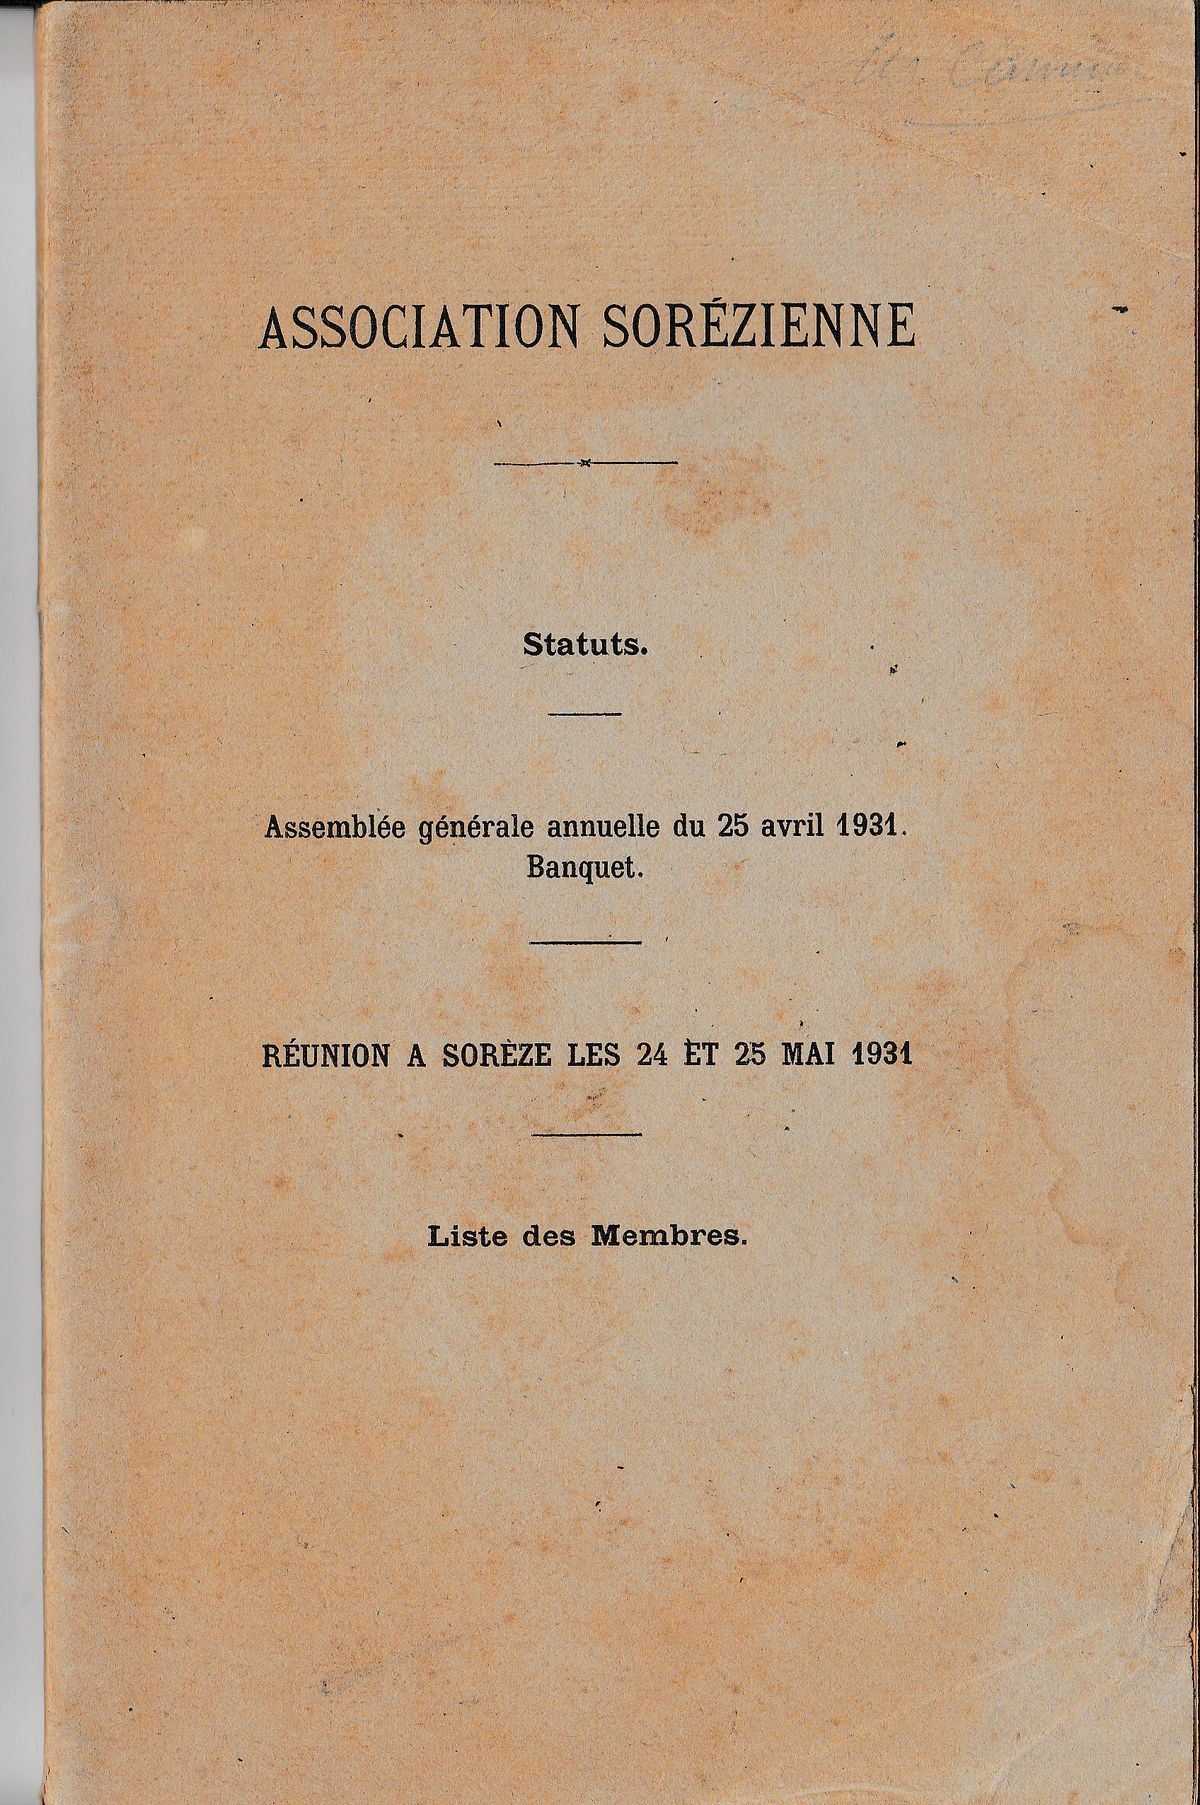 ASSOCIATION SORÉZIENNE
Statuts.
Assemblée générale annuelle du 25 avril 1931.
Banquet.
RÉUNION A SORÈZE LES 24 ET 25 MAI 1931
Liste des Membres.